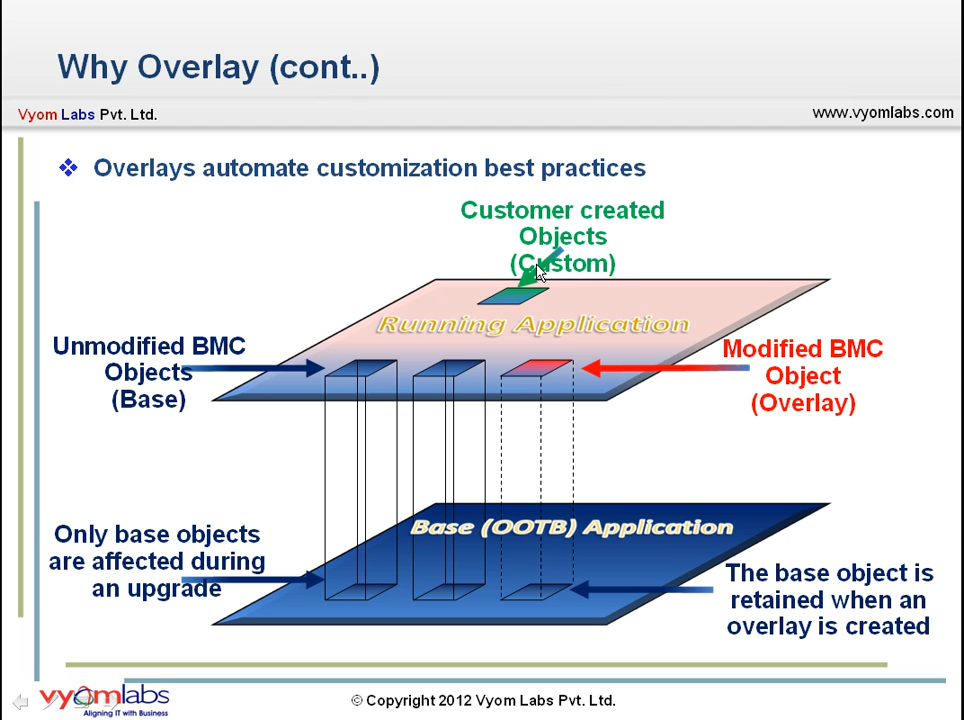 Why Overlay (cont..)
Vyom Labs Pvt. Ltd.
www.vyomlabs.com
Overlays automate customization best practices
Customer created
Objects
(Custom)
Running Application
Unmodified BMC
Objects
(Base)
Modified BMC
Object
(Overlay)
Base (OOTB) Application
Only base objects
are affected during
an upgrade
The base object is
retained when an
overlay is created
vyomlabs
Aligning IT with Business
© Copyright 2012 Vyom Labs Pvt. Ltd.